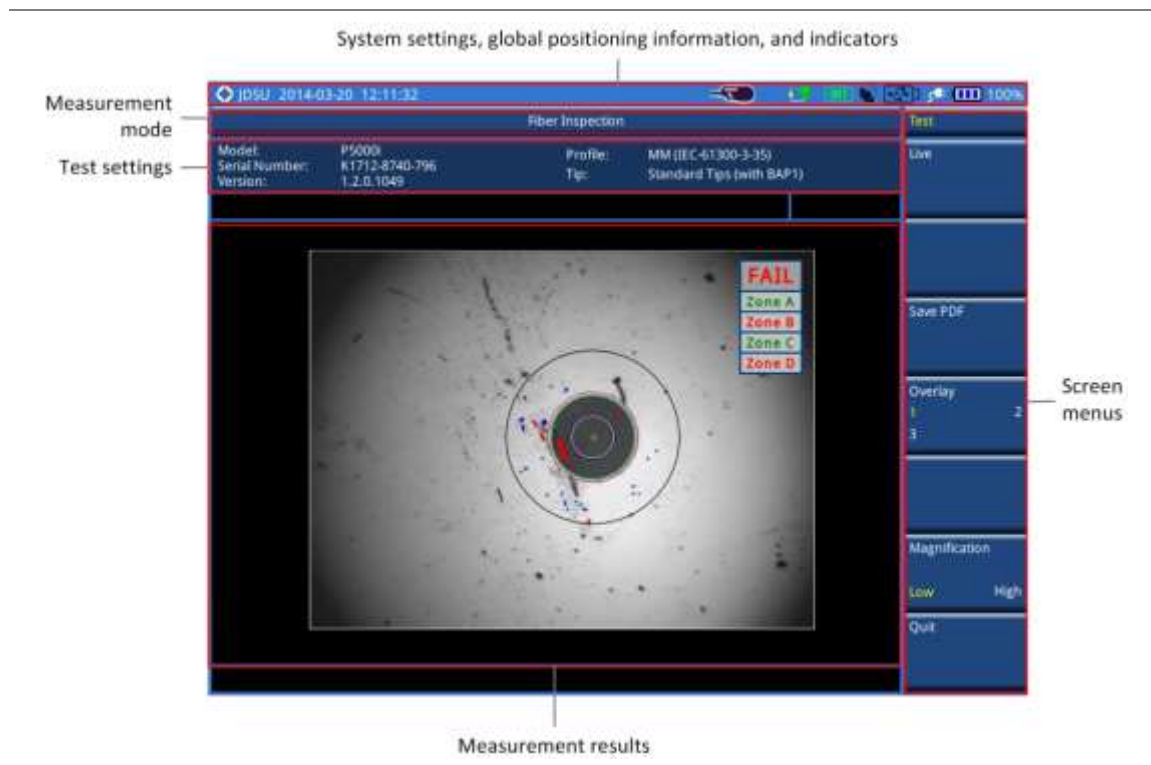 System settings, global positioning information, and indicators
JDSU 2014-03-20 12:11:32
100%
Measurement
mode
Fiber Inspection
Test
Test settings
Model: P5000i
Serial Number: K1712-8740-796
Version: 1.2.0.1049
Profile: MM (IEC-61300-3-35)
Tip: Standard Tips (with BAP1)
Live
FAIL
Zone A
Zone B
Zone C
Zone D
Save PDF
Overlay
1 2
3
Screen
menus
Magnification
Low High
Quit
Measurement results